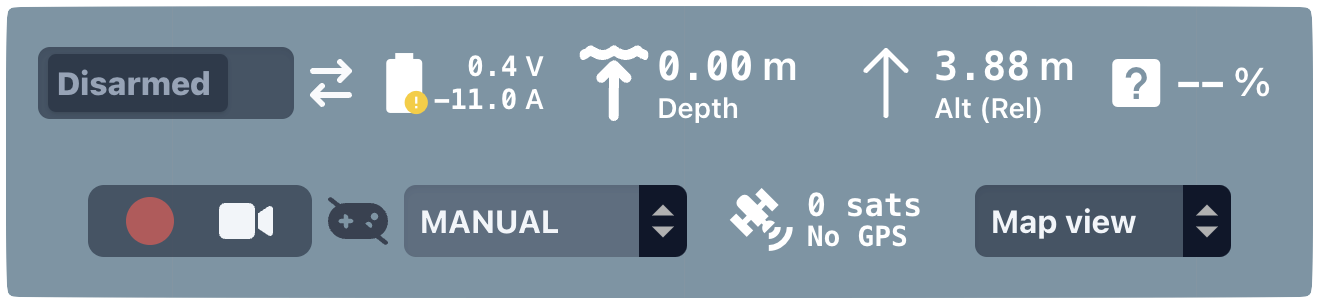 Disarmed
0.4 V
−11.0 A
0.00 m
Depth
3.88 m
Alt (Rel)
?
-- %
MANUAL
0 sats
No GPS
Map view